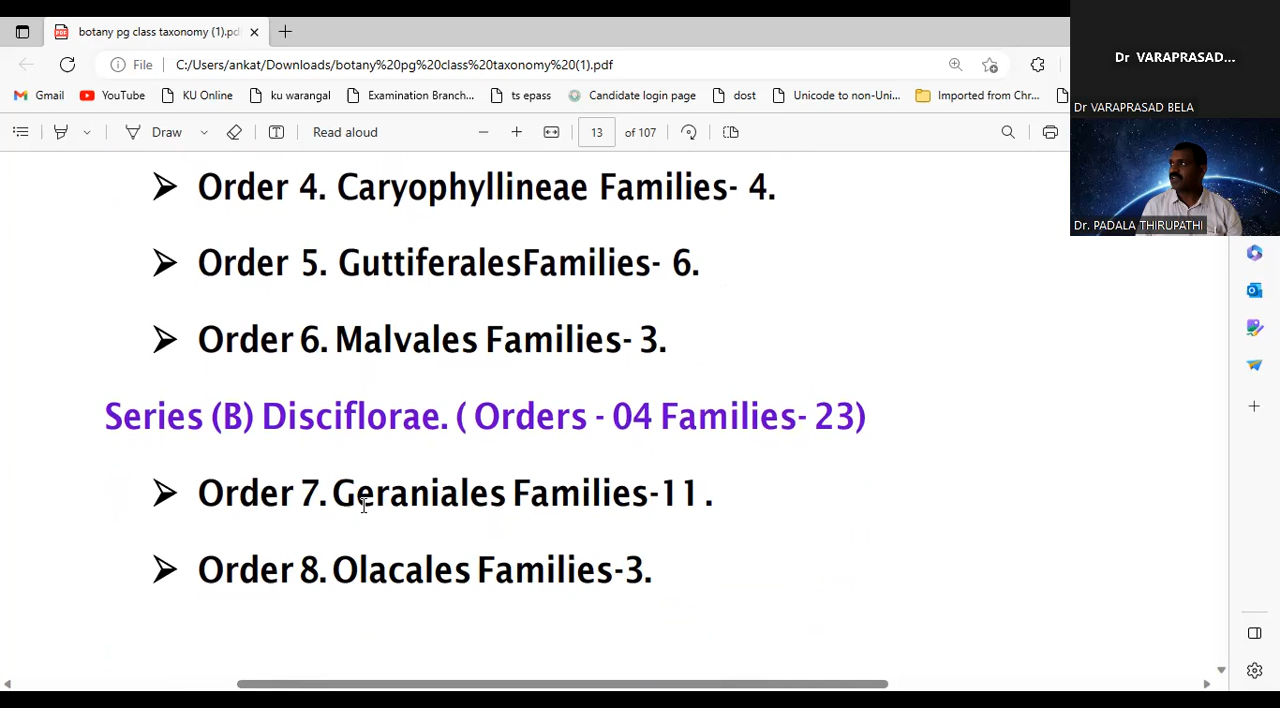 botany pg class taxonomy (1).pd
File C:/Users/ankat/Downloads/botany%20pg%20class%20taxonomy%20(1).pdf
Gmail YouTube KU Online ku warangal Examination Branch... ts epass Candidate login page dost Unicode to non-Uni... Imported from Chr...
Draw Read aloud 13 of 107
Dr VARAPRASAD...
Dr VARAPRASAD BELA
Dr. PADALA THIRUPATHI
➢ Order 4. Caryophyllineae Families- 4.
➢ Order 5. GuttiferalesFamilies- 6.
➢ Order 6. Malvales Families- 3.
Series (B) Disciflorae. ( Orders - 04 Families- 23)
➢ Order 7. Geraniales Families-11 .
➢ Order 8. Olacales Families-3.